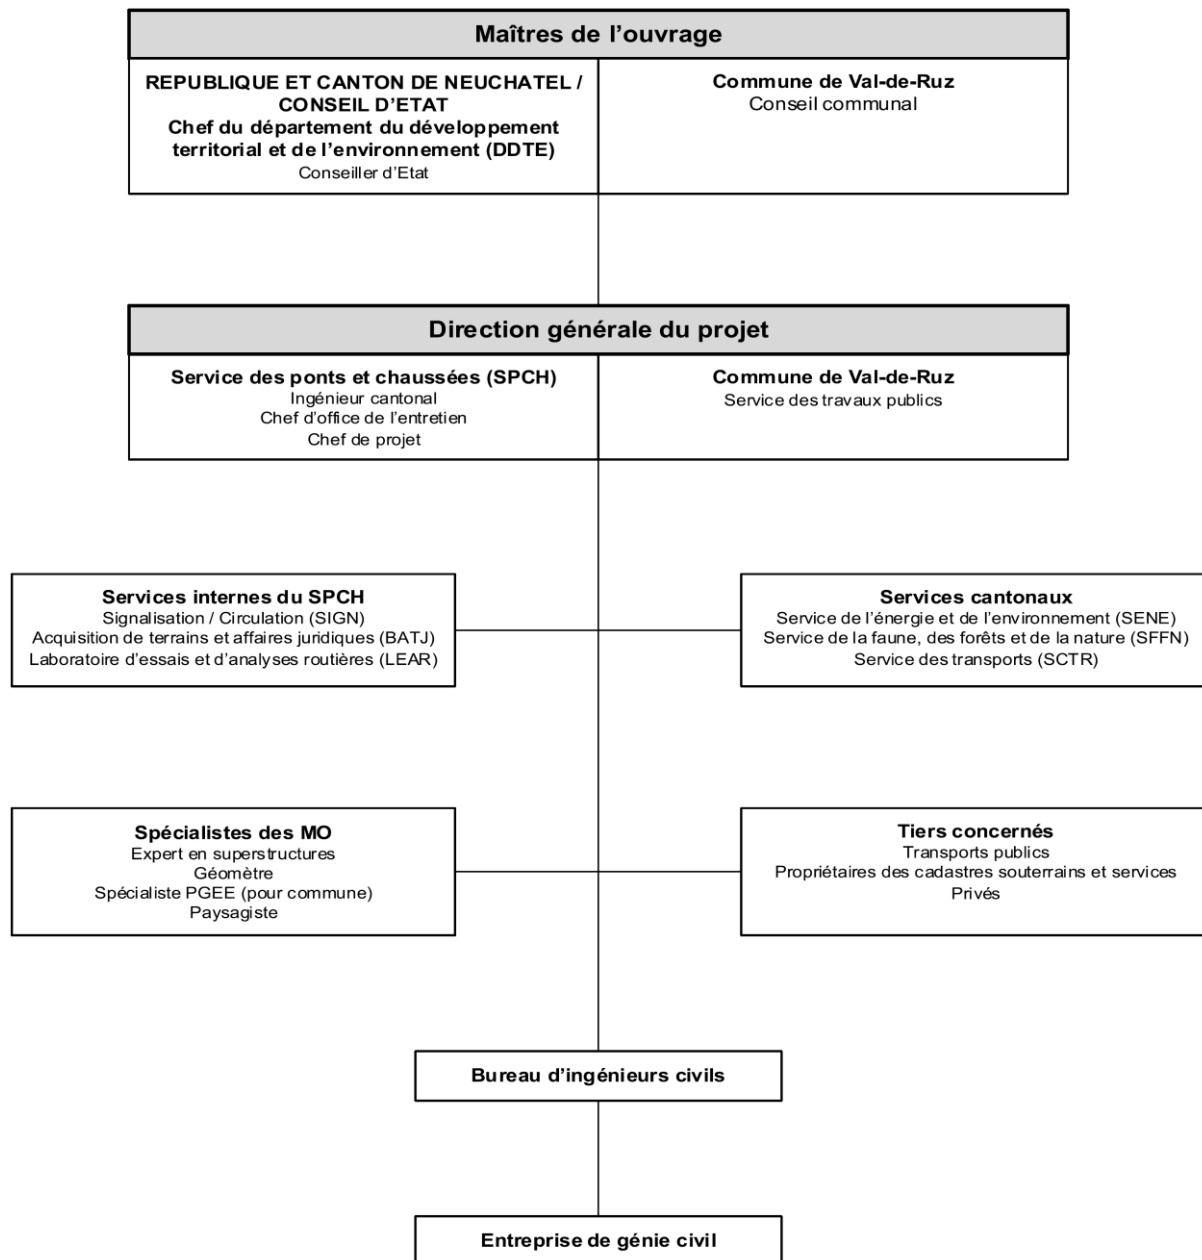 Maîtres de l’ouvrage
REPUBLIQUE ET CANTON DE NEUCHATEL /
CONSEIL D’ETAT
Chef du département du développement
territorial et de l’environnement (DDTE)
Conseiller d’Etat
Commune de Val-de-Ruz
Conseil communal
Direction générale du projet
Service des ponts et chaussées (SPCH)
Ingénieur cantonal
Chef d’office de l’entretien
Chef de projet
Commune de Val-de-Ruz
Service des travaux publics
Services internes du SPCH
Signalisation / Circulation (SIGN)
Acquisition de terrains et affaires juridiques (BATJ)
Laboratoire d’essais et d’analyses routières (LEAR)
Services cantonaux
Service de l’énergie et de l’environnement (SENE)
Service de la faune, des forêts et de la nature (SFFN)
Service des transports (SCTR)
Spécialistes des MO
Expert en superstructures
Géomètre
Spécialiste PGEE (pour commune)
Paysagiste
Tiers concernés
Transports publics
Propriétaires des cadastres souterrains et services
Privés
Bureau d’ingénieurs civils
Entreprise de génie civil